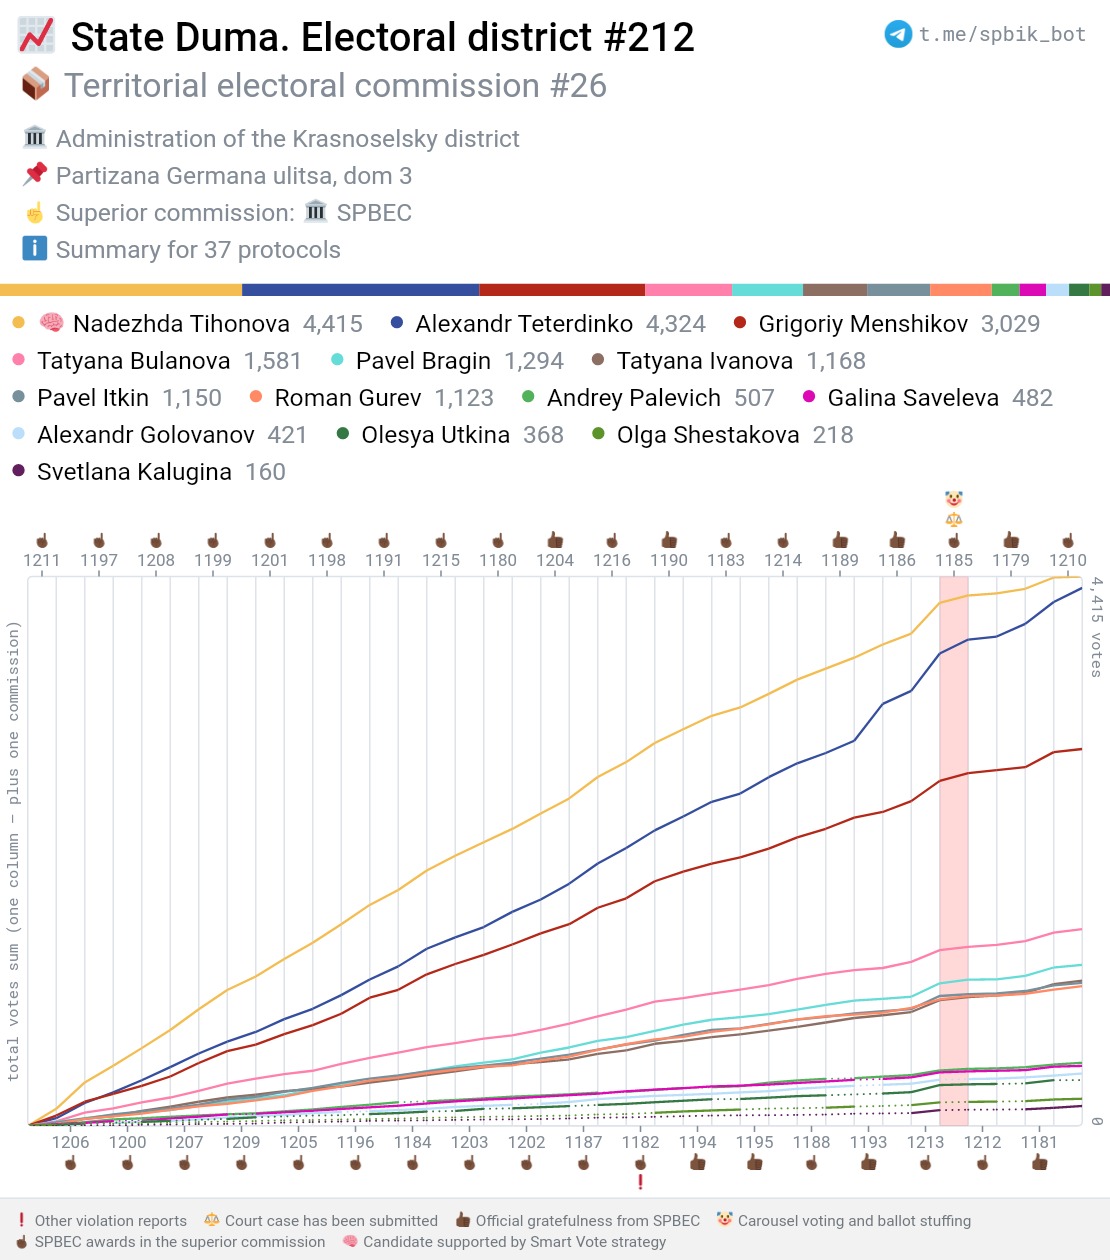 State Duma. Electoral district #212
t.me/spbik_bot
Territorial electoral commission #26
Administration of the Krasnoselsky district
Partizana Germana ulitsa, dom 3
Superior commission: SPBEC
Summary for 37 protocols
Nadezhda Tihonova 4,415 Alexandr Teterdinko 4,324 Grigoriy Menshikov 3,029
Tatyana Bulanova 1,581 Pavel Bragin 1,294 Tatyana Ivanova 1,168
Pavel Itkin 1,150 Roman Gurev 1,123 Andrey Palevich 507 Galina Saveleva 482
Alexandr Golovanov 421 Olesya Utkina 368 Olga Shestakova 218
Svetlana Kalugina 160
1211 1197 1208 1199 1201 1198 1191 1215 1180 1204 1216 1190 1183 1214 1189 1186 1185 1179 1210
total votes sum (one column – plus one commission)
4,415 votes
0
1206 1200 1207 1209 1205 1196 1184 1203 1202 1187 1182 1194 1195 1188 1193 1213 1212 1181
Other violation reports Court case has been submitted Official gratefulness from SPBEC Carousel voting and ballot stuffing
SPBEC awards in the superior commission Candidate supported by Smart Vote strategy